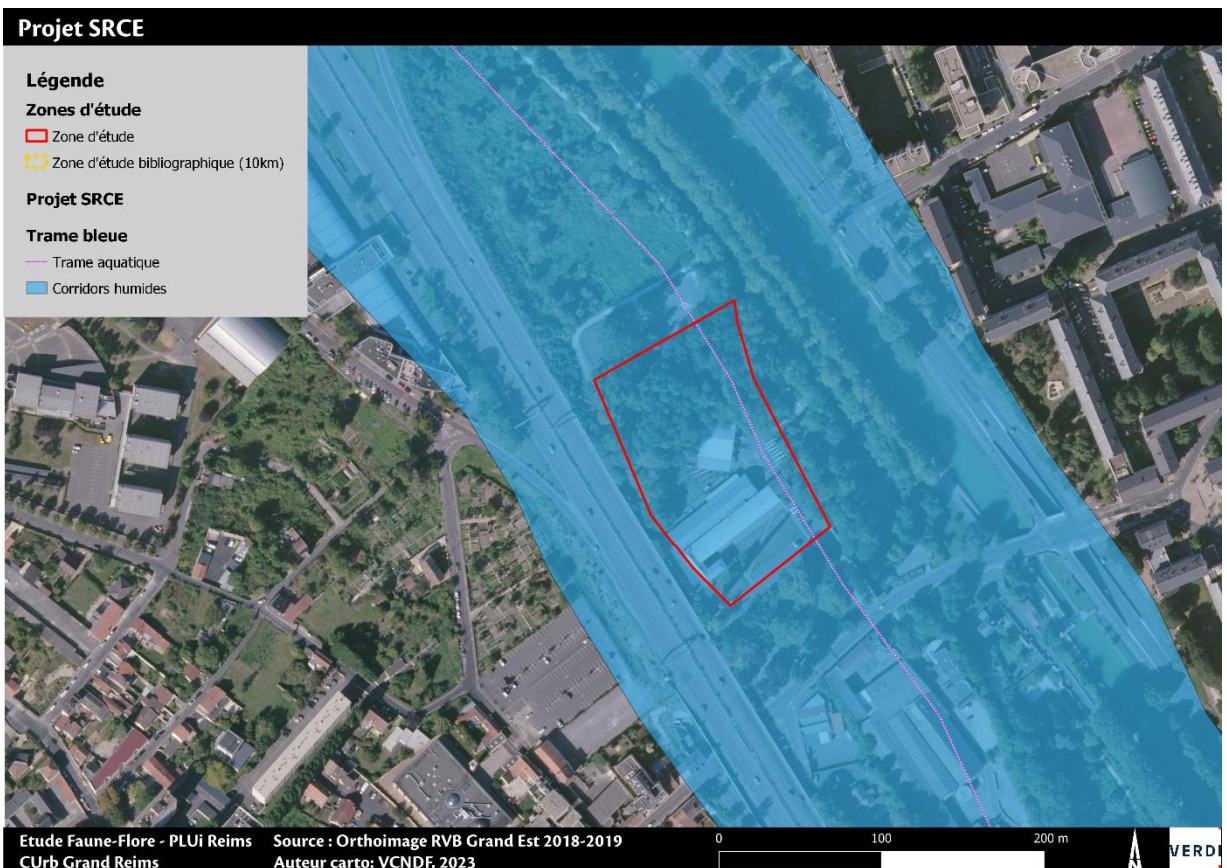 Projet SRCE
Légende
Zones d'étude
Zone d'étude
Zone d'étude bibliographique (10km)
Projet SRCE
Trame bleue
Trame aquatique
Corridors humides
Etude Faune-Flore - PLUi Reims
CUrb Grand Reims
Source : Orthoimage RVB Grand Est 2018-2019
Auteur carto: VCNDF, 2023
0 100 200 m
VERDI